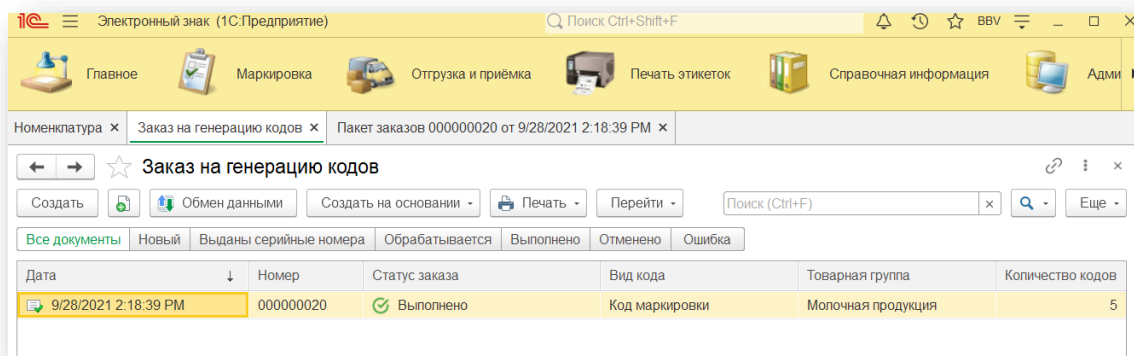 1С Электронный знак (1С:Предприятие) Поиск Ctrl+Shift+F BBV
Главное Маркировка Отгрузка и приёмка Печать этикеток Справочная информация Адми
Номенклатура × Заказ на генерацию кодов × Пакет заказов 000000020 от 9/28/2021 2:18:39 PM ×
Заказ на генерацию кодов
Создать Обмен данными Создать на основании Печать Перейти Поиск (Ctrl+F) × Еще
Все документы Новый Выданы серийные номера Обрабатывается Выполнено Отменено Ошибка
Дата ↓ Номер Статус заказа Вид кода Товарная группа Количество кодов
9/28/2021 2:18:39 PM 000000020 Выполнено Код маркировки Молочная продукция 5